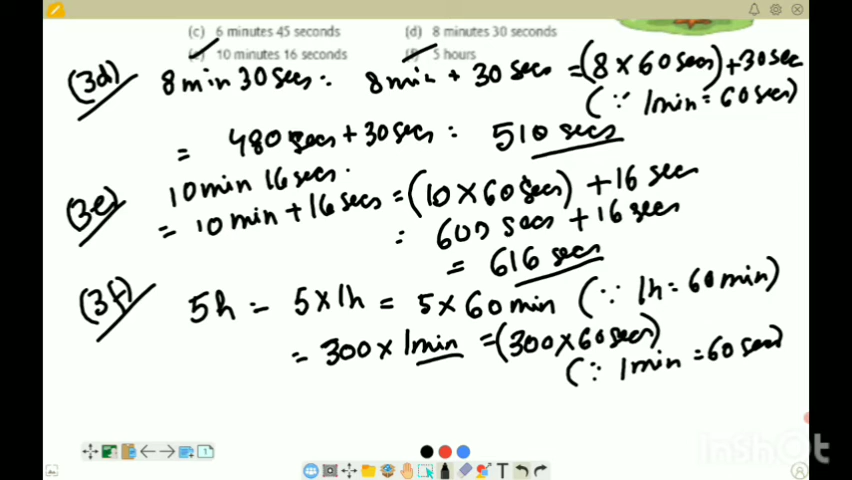 (c) 6 minutes 45 seconds (d) 8 minutes 30 seconds
(e) 10 minutes 16 seconds (f) 5 hours
(3d) 8 min 30 secs = 8 min + 30 secs = (8 × 60 secs) + 30 sec
(∵ 1 min = 60 secs)
= 480 secs + 30 secs = 510 secs
(3e) 10 min 16 secs.
= 10 min + 16 secs = (10 × 60 secs) + 16 sec
= 600 secs + 16 secs
= 616 secs
(3f) 5h = 5 × 1h = 5 × 60 min (∵ 1h = 60 min)
= 300 × 1 min = (300 × 60 secs)
(∵ 1 min = 60 secs)
InShot